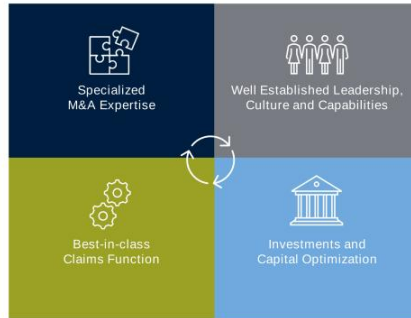 Specialized
M&A Expertise
Well Established Leadership,
Culture and Capabilities
Best-in-class
Claims Function
Investments and
Capital Optimization